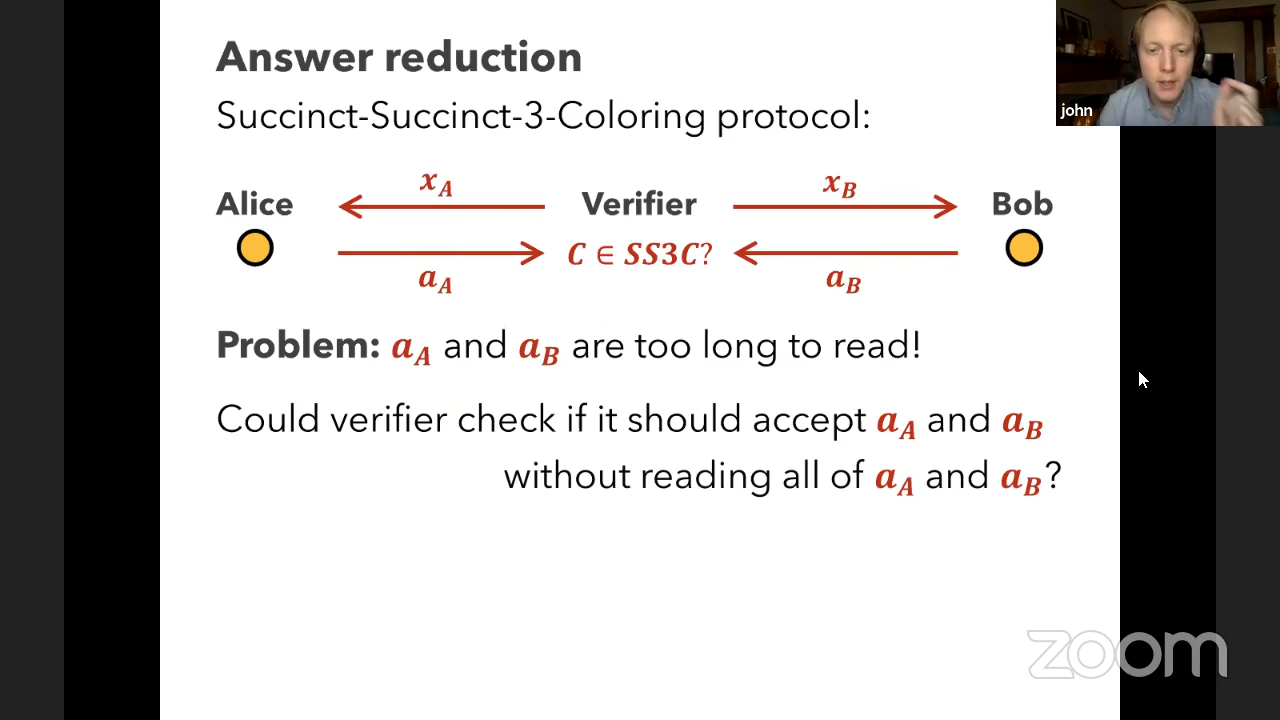 Answer reduction
Succinct-Succinct-3-Coloring protocol:
john
x_A
x_B
Alice
Verifier
Bob
C ∈ SS3C?
a_A
a_B
Problem: a_A and a_B are too long to read!
Could verifier check if it should accept a_A and a_B
without reading all of a_A and a_B?
zoom